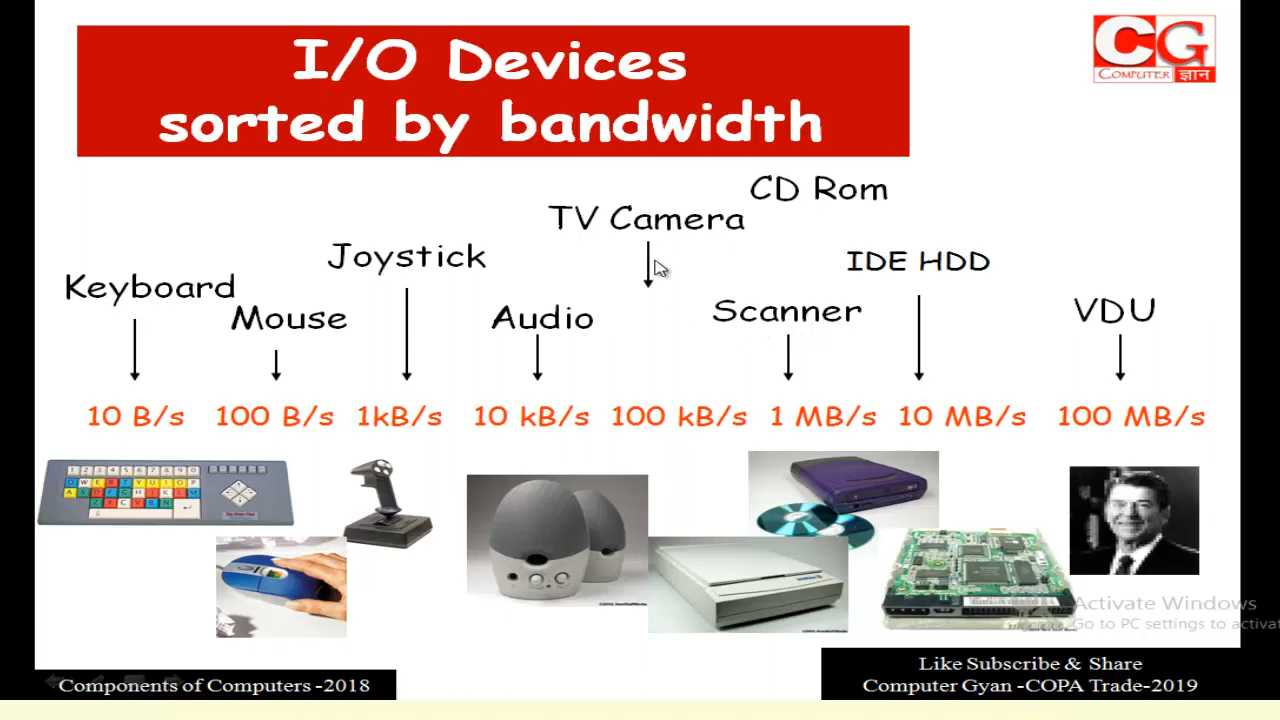 I/O Devices
sorted by bandwidth
CG
COMPUTER ज्ञान
CD Rom
TV Camera
Joystick
IDE HDD
Keyboard
Mouse
Audio
Scanner
VDU
10 B/s 100 B/s 1kB/s 10 kB/s 100 kB/s 1 MB/s 10 MB/s 100 MB/s
Activate Windows
Go to PC settings to activat
Components of Computers -2018
Like Subscribe & Share
Computer Gyan -COPA Trade-2019